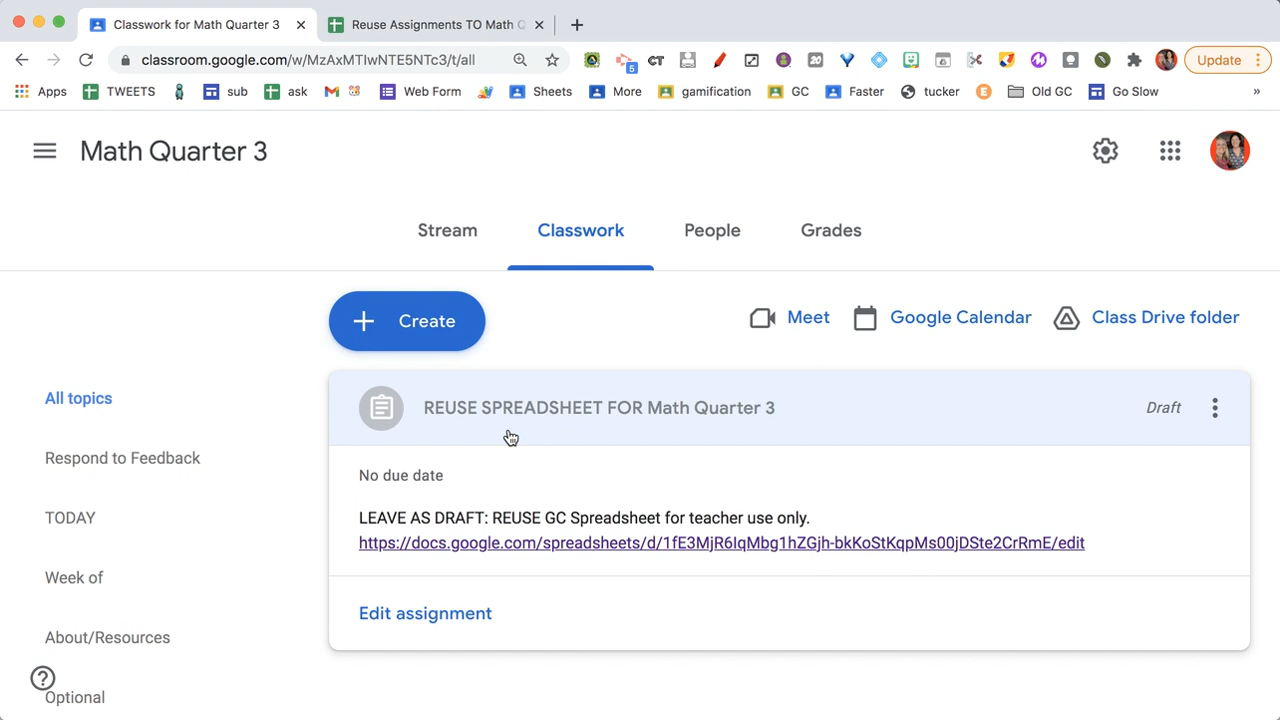 Classwork for Math Quarter 3
Reuse Assignments TO Math Q
classroom.google.com/w/MzAxMTIwNTE5NTc3/t/all
5
CT
20
Update
Apps
TWEETS
sub
ask
Web Form
Sheets
More
gamification
GC
Faster
tucker
Old GC
Go Slow
»
Math Quarter 3
Stream
Classwork
People
Grades
Create
Meet
Google Calendar
Class Drive folder
All topics
Respond to Feedback
TODAY
Week of
About/Resources
Optional
REUSE SPREADSHEET FOR Math Quarter 3
Draft
No due date
LEAVE AS DRAFT: REUSE GC Spreadsheet for teacher use only.
https://docs.google.com/spreadsheets/d/1fE3MjR6IqMbg1hZGjh-bkKoStKqpMs00jDSte2CrRmE/edit
Edit assignment